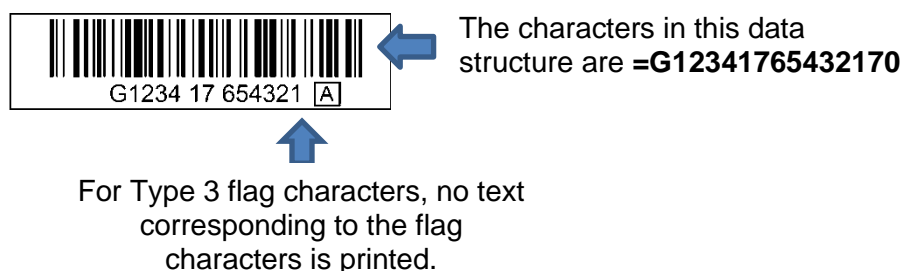 The characters in this data
structure are =G12341765432170
G1234 17 654321 A
For Type 3 flag characters, no text
corresponding to the flag
characters is printed.